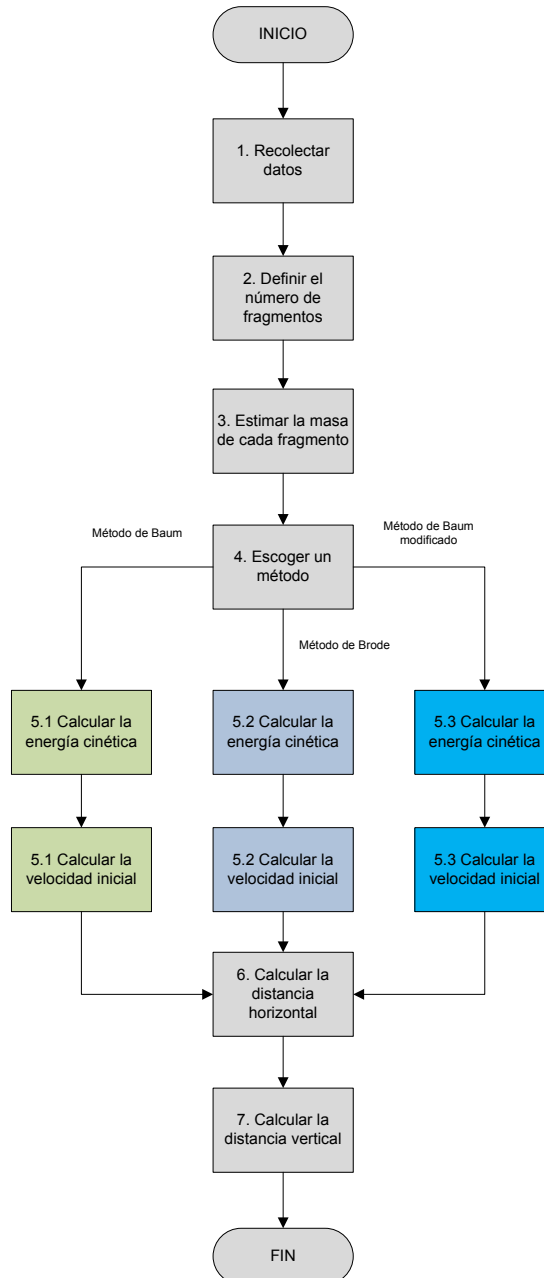 INICIO
1. Recolectar
datos
2. Definir el
número de
fragmentos
3. Estimar la masa
de cada fragmento
Método de Baum
4. Escoger un
método
Método de Baum
modificado
Método de Brode
5.1 Calcular la
energía cinética
5.2 Calcular la
energía cinética
5.3 Calcular la
energía cinética
5.1 Calcular la
velocidad inicial
5.2 Calcular la
velocidad inicial
5.3 Calcular la
velocidad inicial
6. Calcular la
distancia
horizontal
7. Calcular la
distancia vertical
FIN